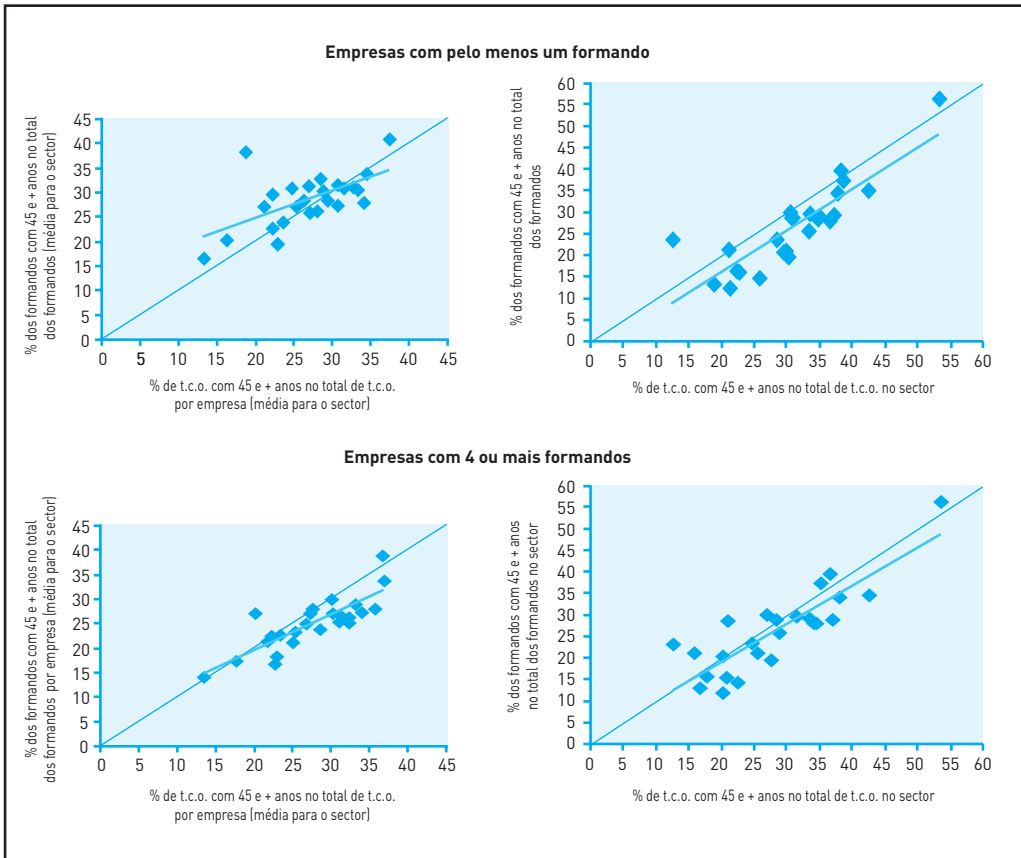 Empresas com pelo menos um formando
% dos formandos com 45 e + anos no total
dos formandos (média para o sector)
45
40
35
30
25
20
15
10
5
0
0 5 10 15 20 25 30 35 45
% de t.c.o. com 45 e + anos no total de t.c.o.
por empresa (média para o sector)
% dos formandos com 45 e + anos no total
dos formandos
60
55
50
45
40
35
30
25
20
15
10
5
0
0 5 10 15 20 25 30 35 40 45 50 55 60
% de t.c.o. com 45 e + anos no total de t.c.o. no sector
Empresas com 4 ou mais formandos
% dos formandos com 45 e + anos no total
dos formandos por empresa (média para o sector)
45
40
35
30
25
20
15
10
5
0
0 5 10 15 20 25 30 35 40 45
% de t.c.o. com 45 e + anos no total de t.c.o.
por empresa (média para o sector)
% dos formandos com 45 e + anos
no total dos formandos no sector
60
55
50
45
40
35
30
25
20
15
10
5
0
0 5 10 15 20 25 30 35 40 45 50 55 60
% de t.c.o. com 45 e + anos no total de t.c.o. no sector